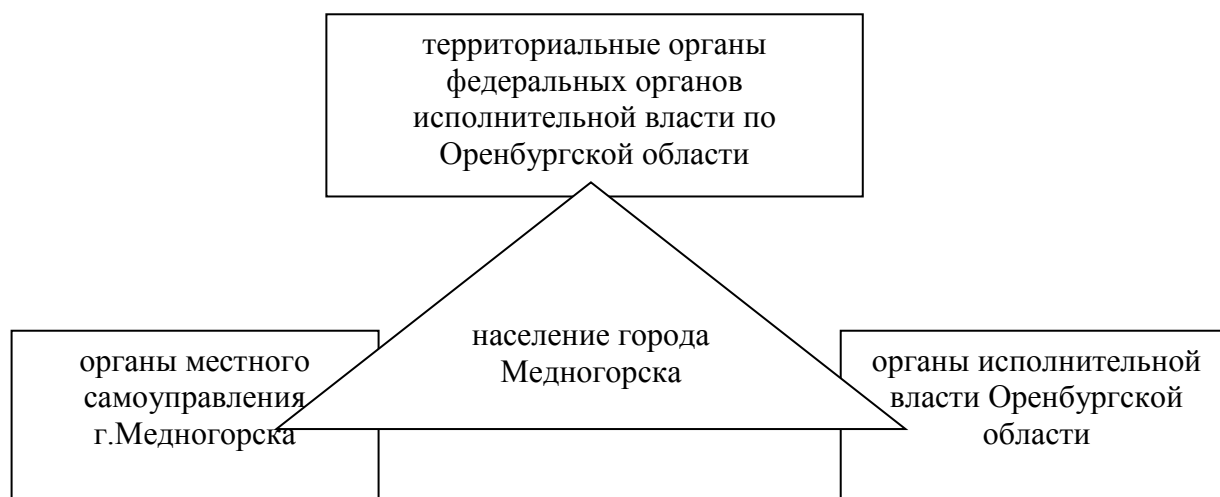 территориальные органы
федеральных органов
исполнительной власти по
Оренбургской области
население города
Медногорска
органы местного
самоуправления
г.Медногорска
органы исполнительной
власти Оренбургской
области